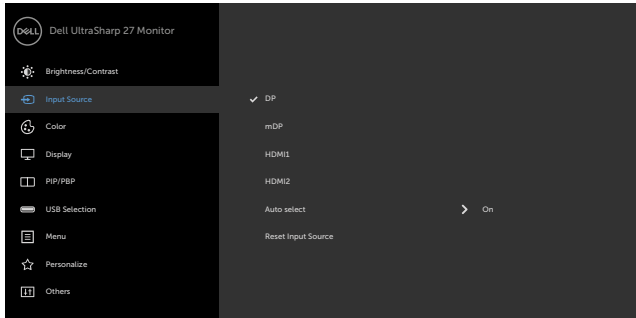 DELL
Dell UltraSharp 27 Monitor
Brightness/Contrast
Input Source
DP
Color
mDP
Display
HDMI1
PIP/PBP
HDMI2
USB Selection
Auto select
On
Menu
Reset Input Source
Personalize
Others